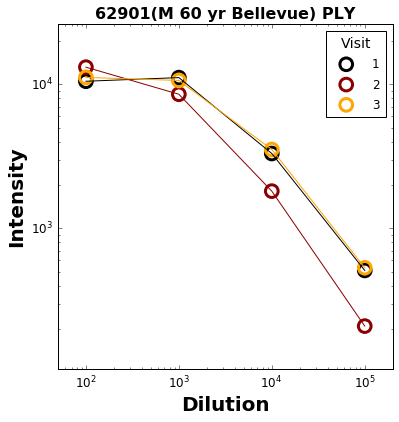 62901(M 60 yr Bellevue) PLY
Visit
1
2
3
10⁴
10³
Intensity
10² 10³ 10⁴ 10⁵
Dilution